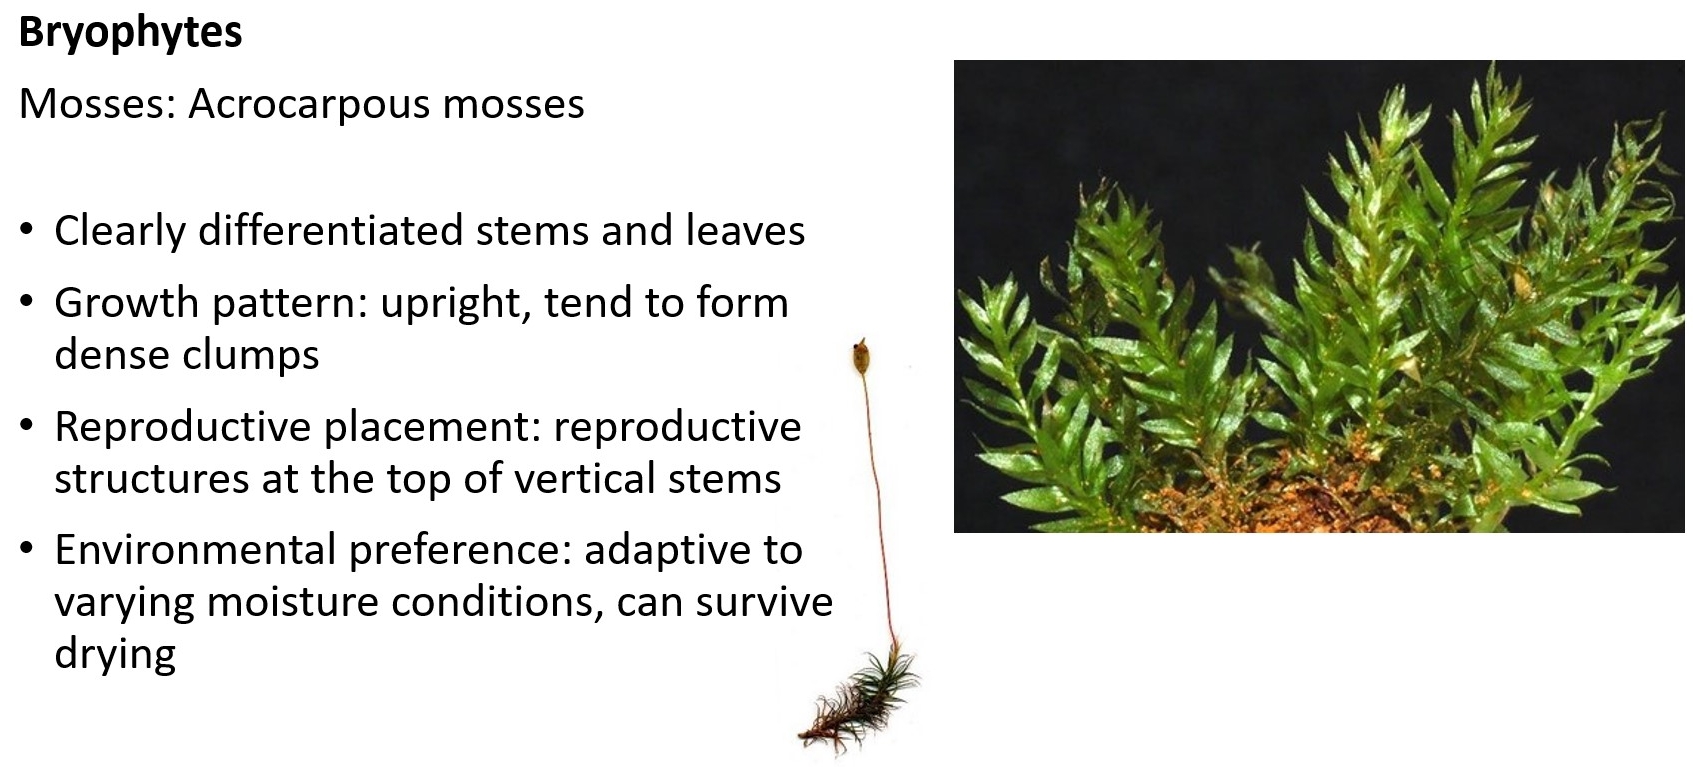 Bryophytes
Mosses: Acrocarpous mosses
• Clearly differentiated stems and leaves
• Growth pattern: upright, tend to form
dense clumps
• Reproductive placement: reproductive
structures at the top of vertical stems
• Environmental preference: adaptive to
varying moisture conditions, can survive
drying